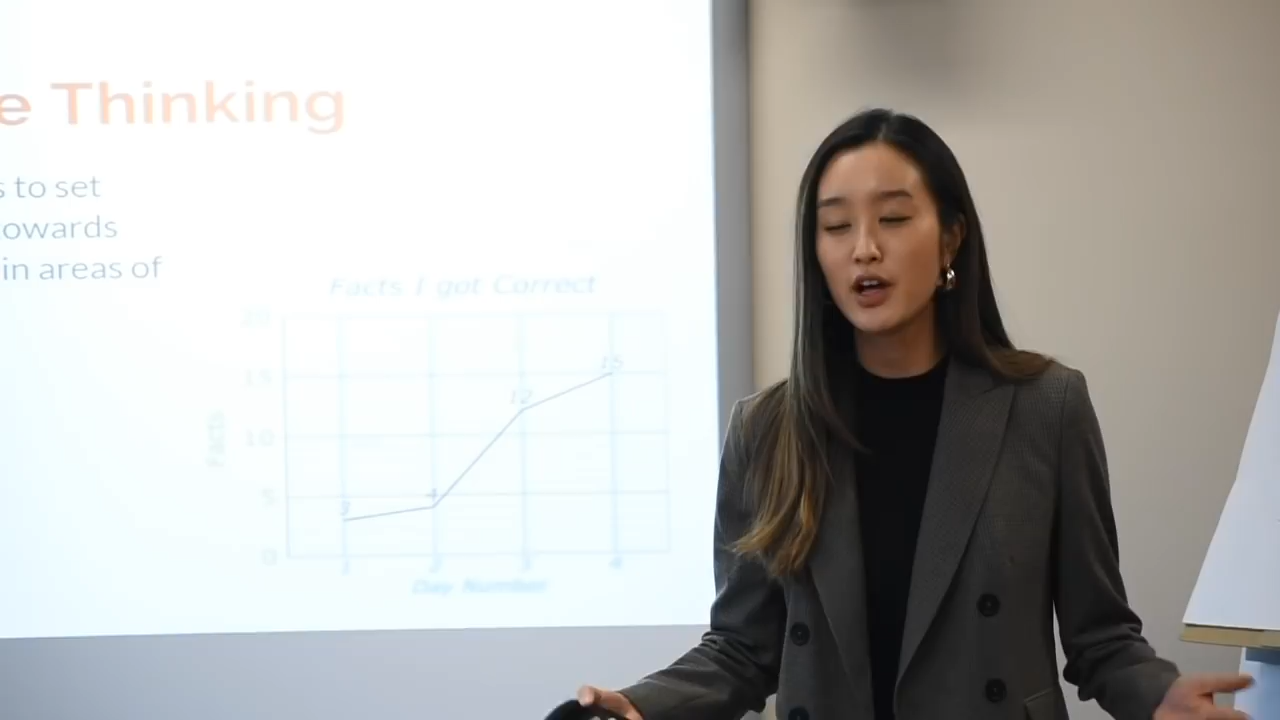 e Thinking
s to set
owards
in areas of
Facts I got Correct
20
15
15
12
10
Facts
5
4
3
0
1 2 3 4
Day Number